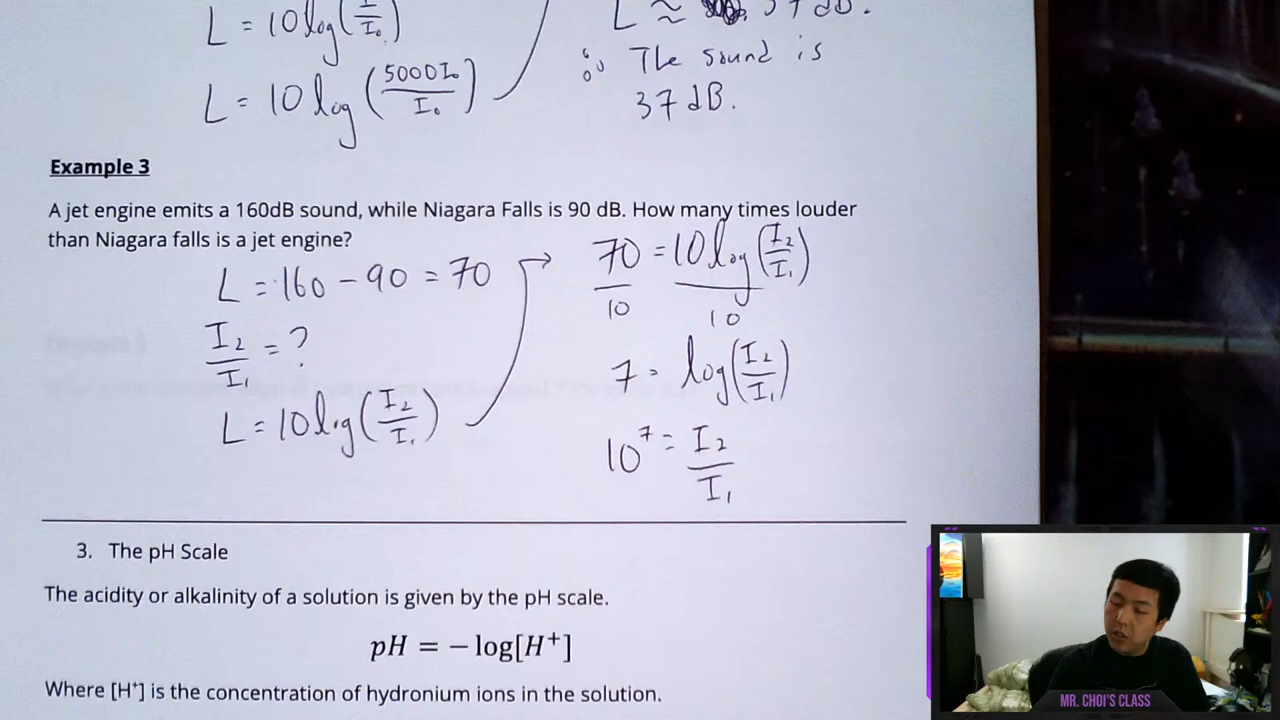 L = 10 log(I/I₀)
L ≈ 37 dB.
L = 10 log(5000I₀/I₀)
∴ The sound is
37 dB.
Example 3
A jet engine emits a 160dB sound, while Niagara Falls is 90 dB. How many times louder
than Niagara falls is a jet engine?
L = 160 - 90 = 70
I₂/I₁ = ?
L = 10 log(I₂/I₁)
70/10 = 10 log(I₂/I₁)/10
7 = log(I₂/I₁)
10⁷ = I₂/I₁
3. The pH Scale
The acidity or alkalinity of a solution is given by the pH scale.
pH = − log[H⁺]
Where [H⁺] is the concentration of hydronium ions in the solution.
MR. CHOI'S CLASS